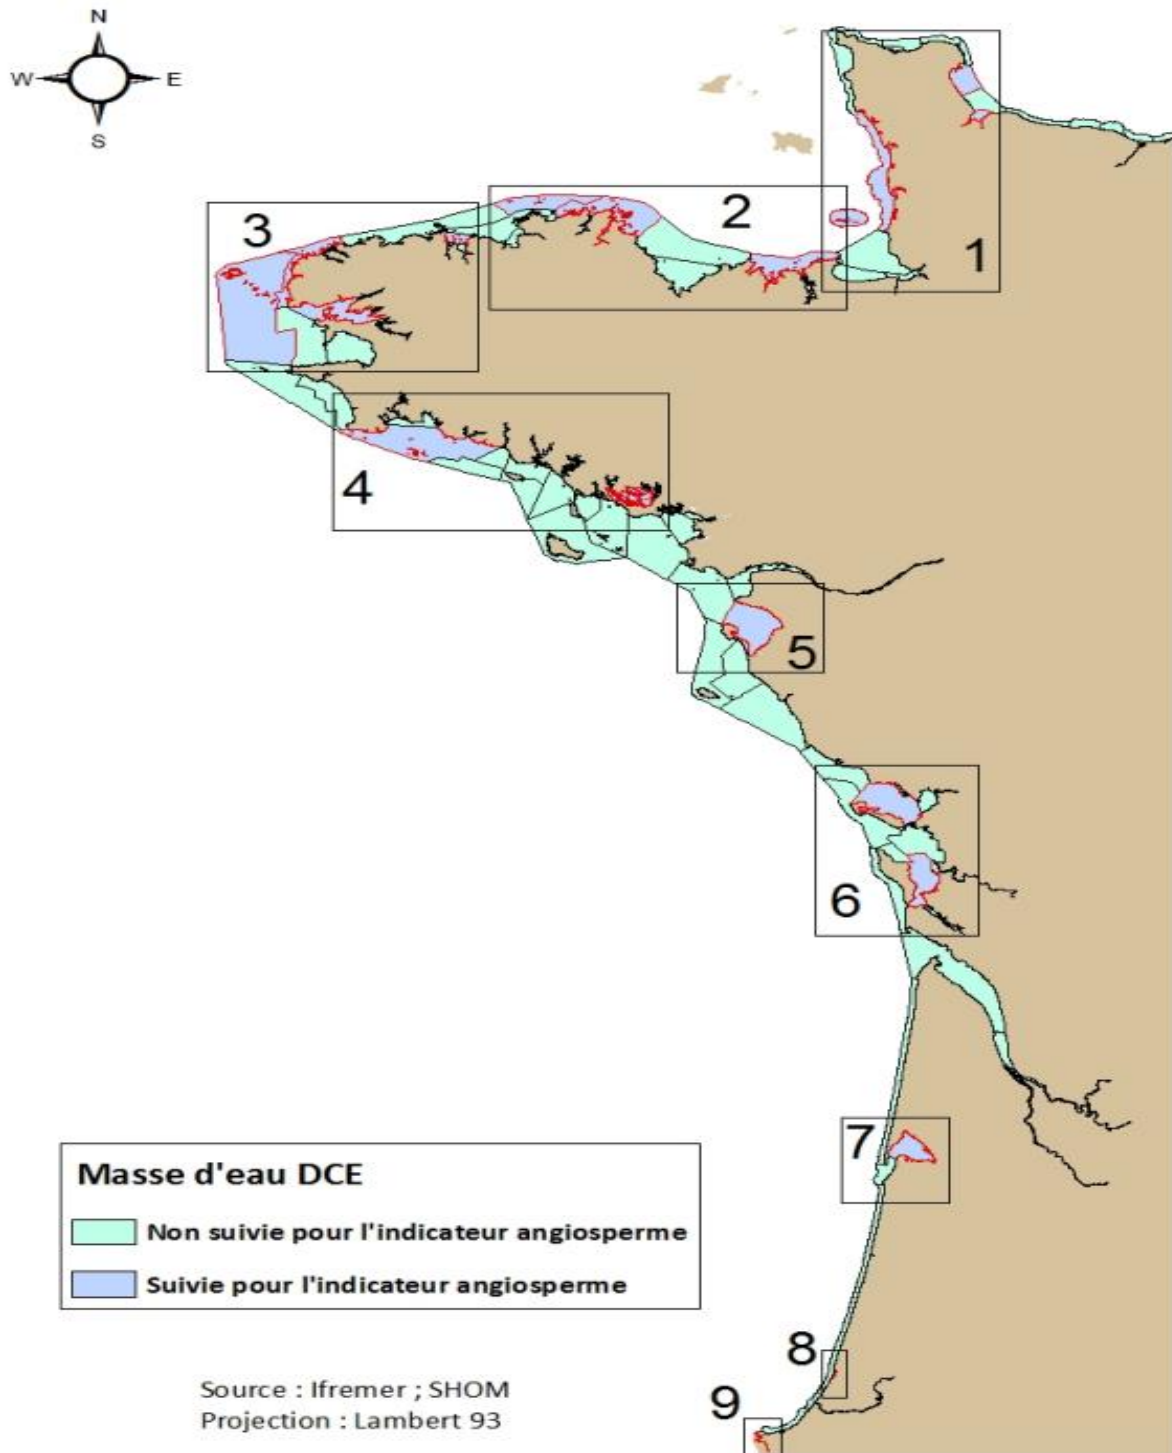 N
W E
S
1
2
3
4
5
6
7
8
9
Masse d'eau DCE
Non suivie pour l'indicateur angiosperme
Suivie pour l'indicateur angiosperme
Source : Ifremer ; SHOM
Projection : Lambert 93